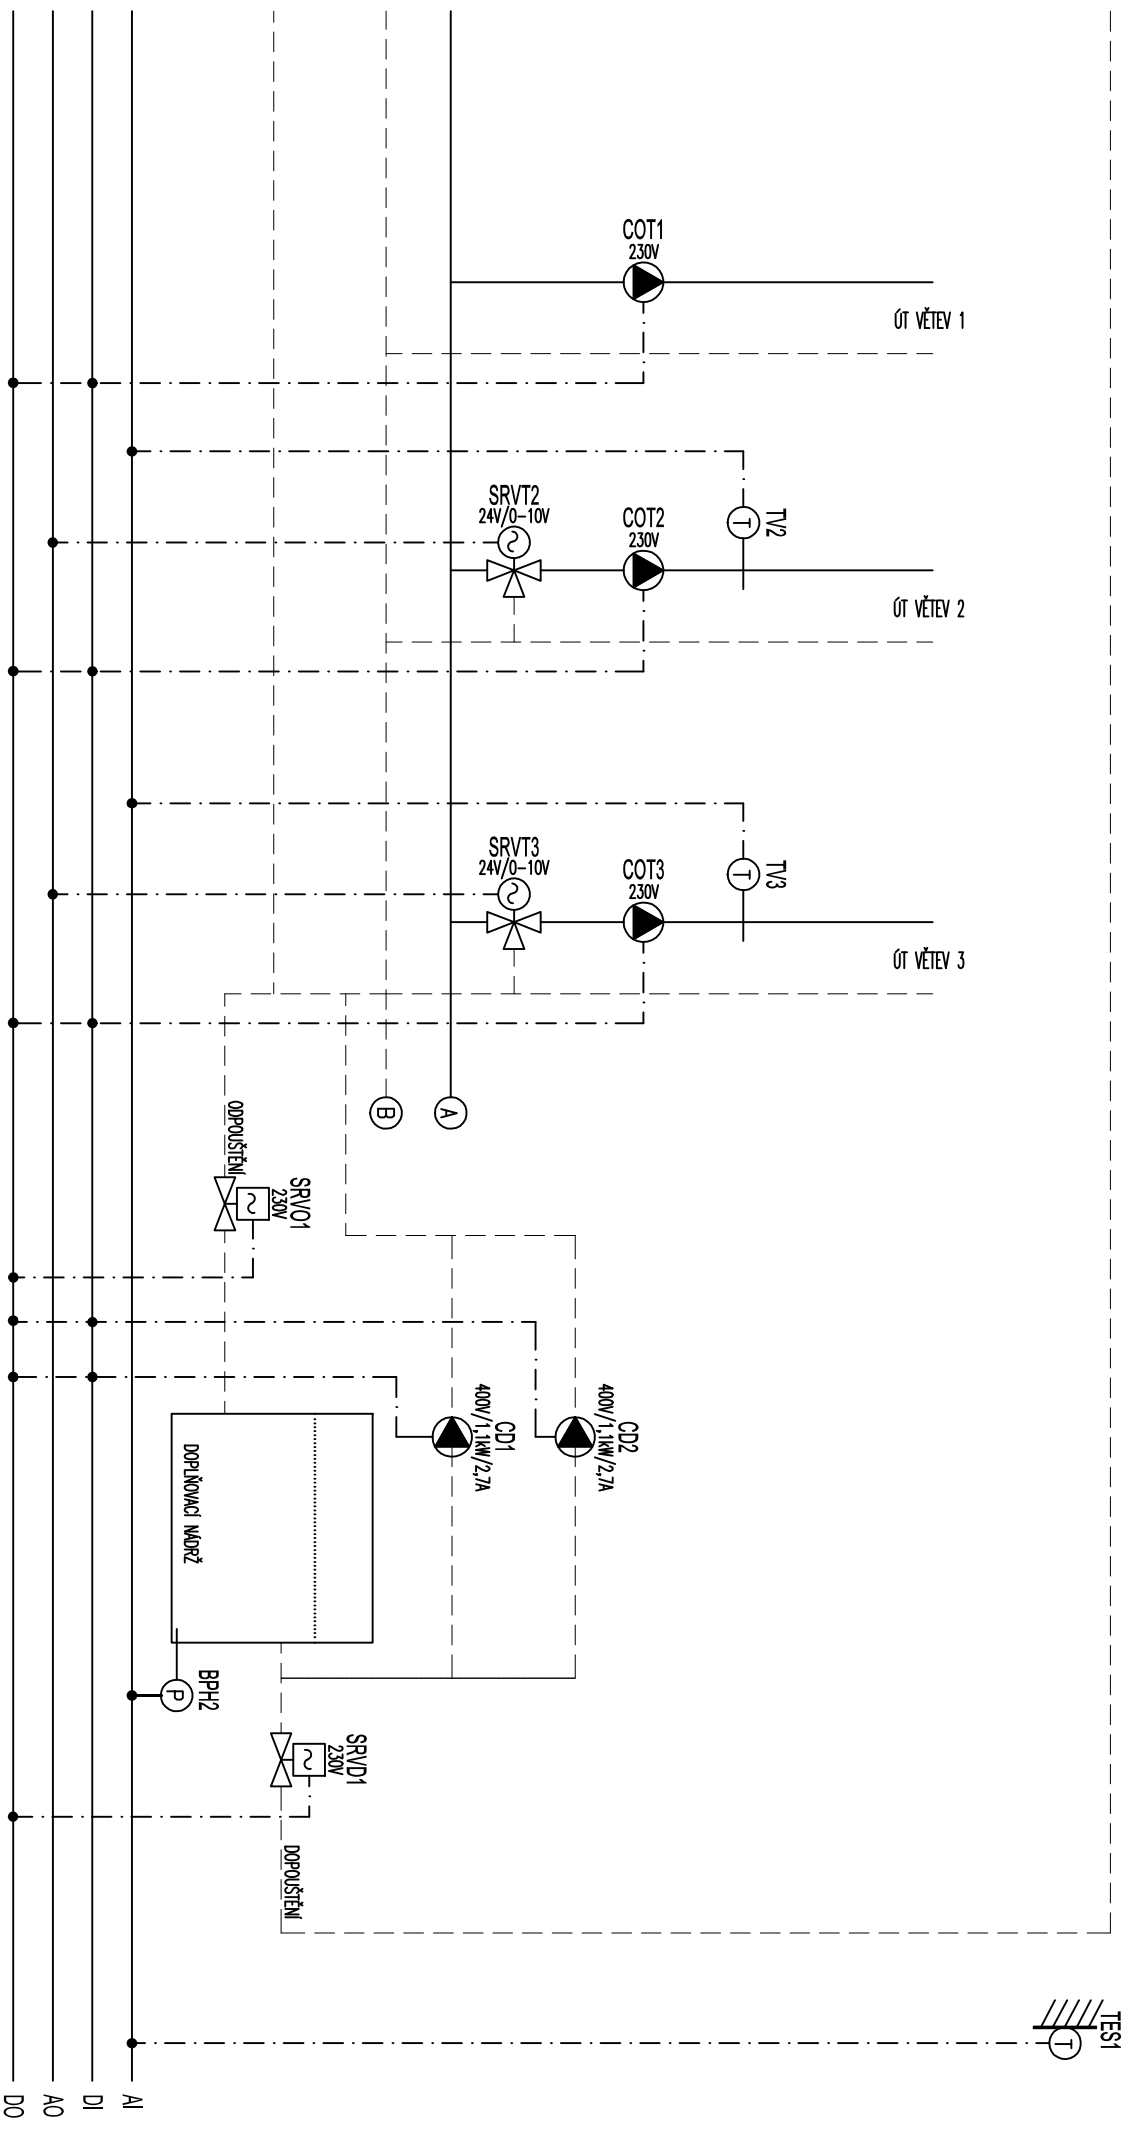 COT1
230V
ÚT VĚTEV 1
SRVT2
24V/0-10V
COT2
230V
T
TV2
ÚT VĚTEV 2
SRVT3
24V/0-10V
COT3
230V
T
TV3
ÚT VĚTEV 3
B
A
ODPOUŠTĚNÍ
SRVO1
230V
CD1
400V/1,1kW/2,7A
CD2
400V/1,1kW/2,7A
DOPLŇOVACÍ NÁDRŽ
BPH2
P
SRVD1
230V
DOPOUŠTĚNÍ
TES1
T
DO
AO
DI
AI